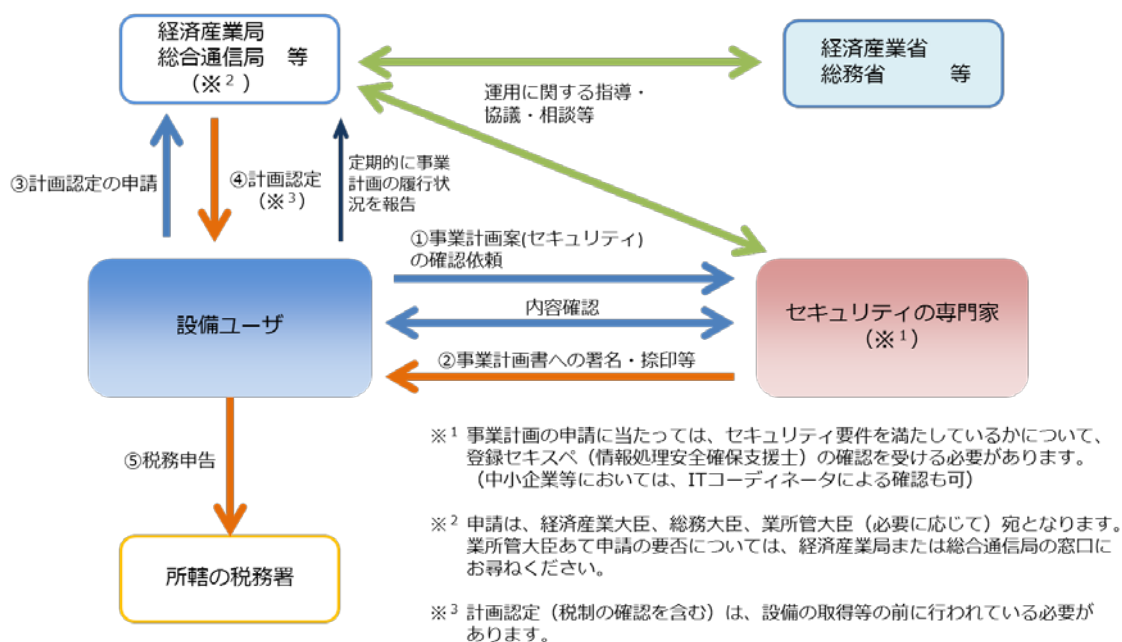 経済産業局
総合通信局 等
(※2)
経済産業省
総務省 等
運用に関する指導・
協議・相談等
③計画認定の申請
④計画認定
(※3)
定期的に事業
計画の履行状
況を報告
①事業計画案(セキュリティ)
の確認依頼
設備ユーザ
内容確認
セキュリティの専門家
(※1)
②事業計画書への署名・捺印等
⑤税務申告
所轄の税務署
※1 事業計画の申請に当たっては、セキュリティ要件を満たしているかについて、
登録セキスペ（情報処理安全確保支援士）の確認を受ける必要があります。
（中小企業等においては、ITコーディネータによる確認も可）
※2 申請は、経済産業大臣、総務大臣、業所管大臣（必要に応じて）宛となります。
業所管大臣あて申請の要否については、経済産業局または総合通信局の窓口に
お尋ねください。
※3 計画認定（税制の確認を含む）は、設備の取得等の前に行われている必要が
あります。